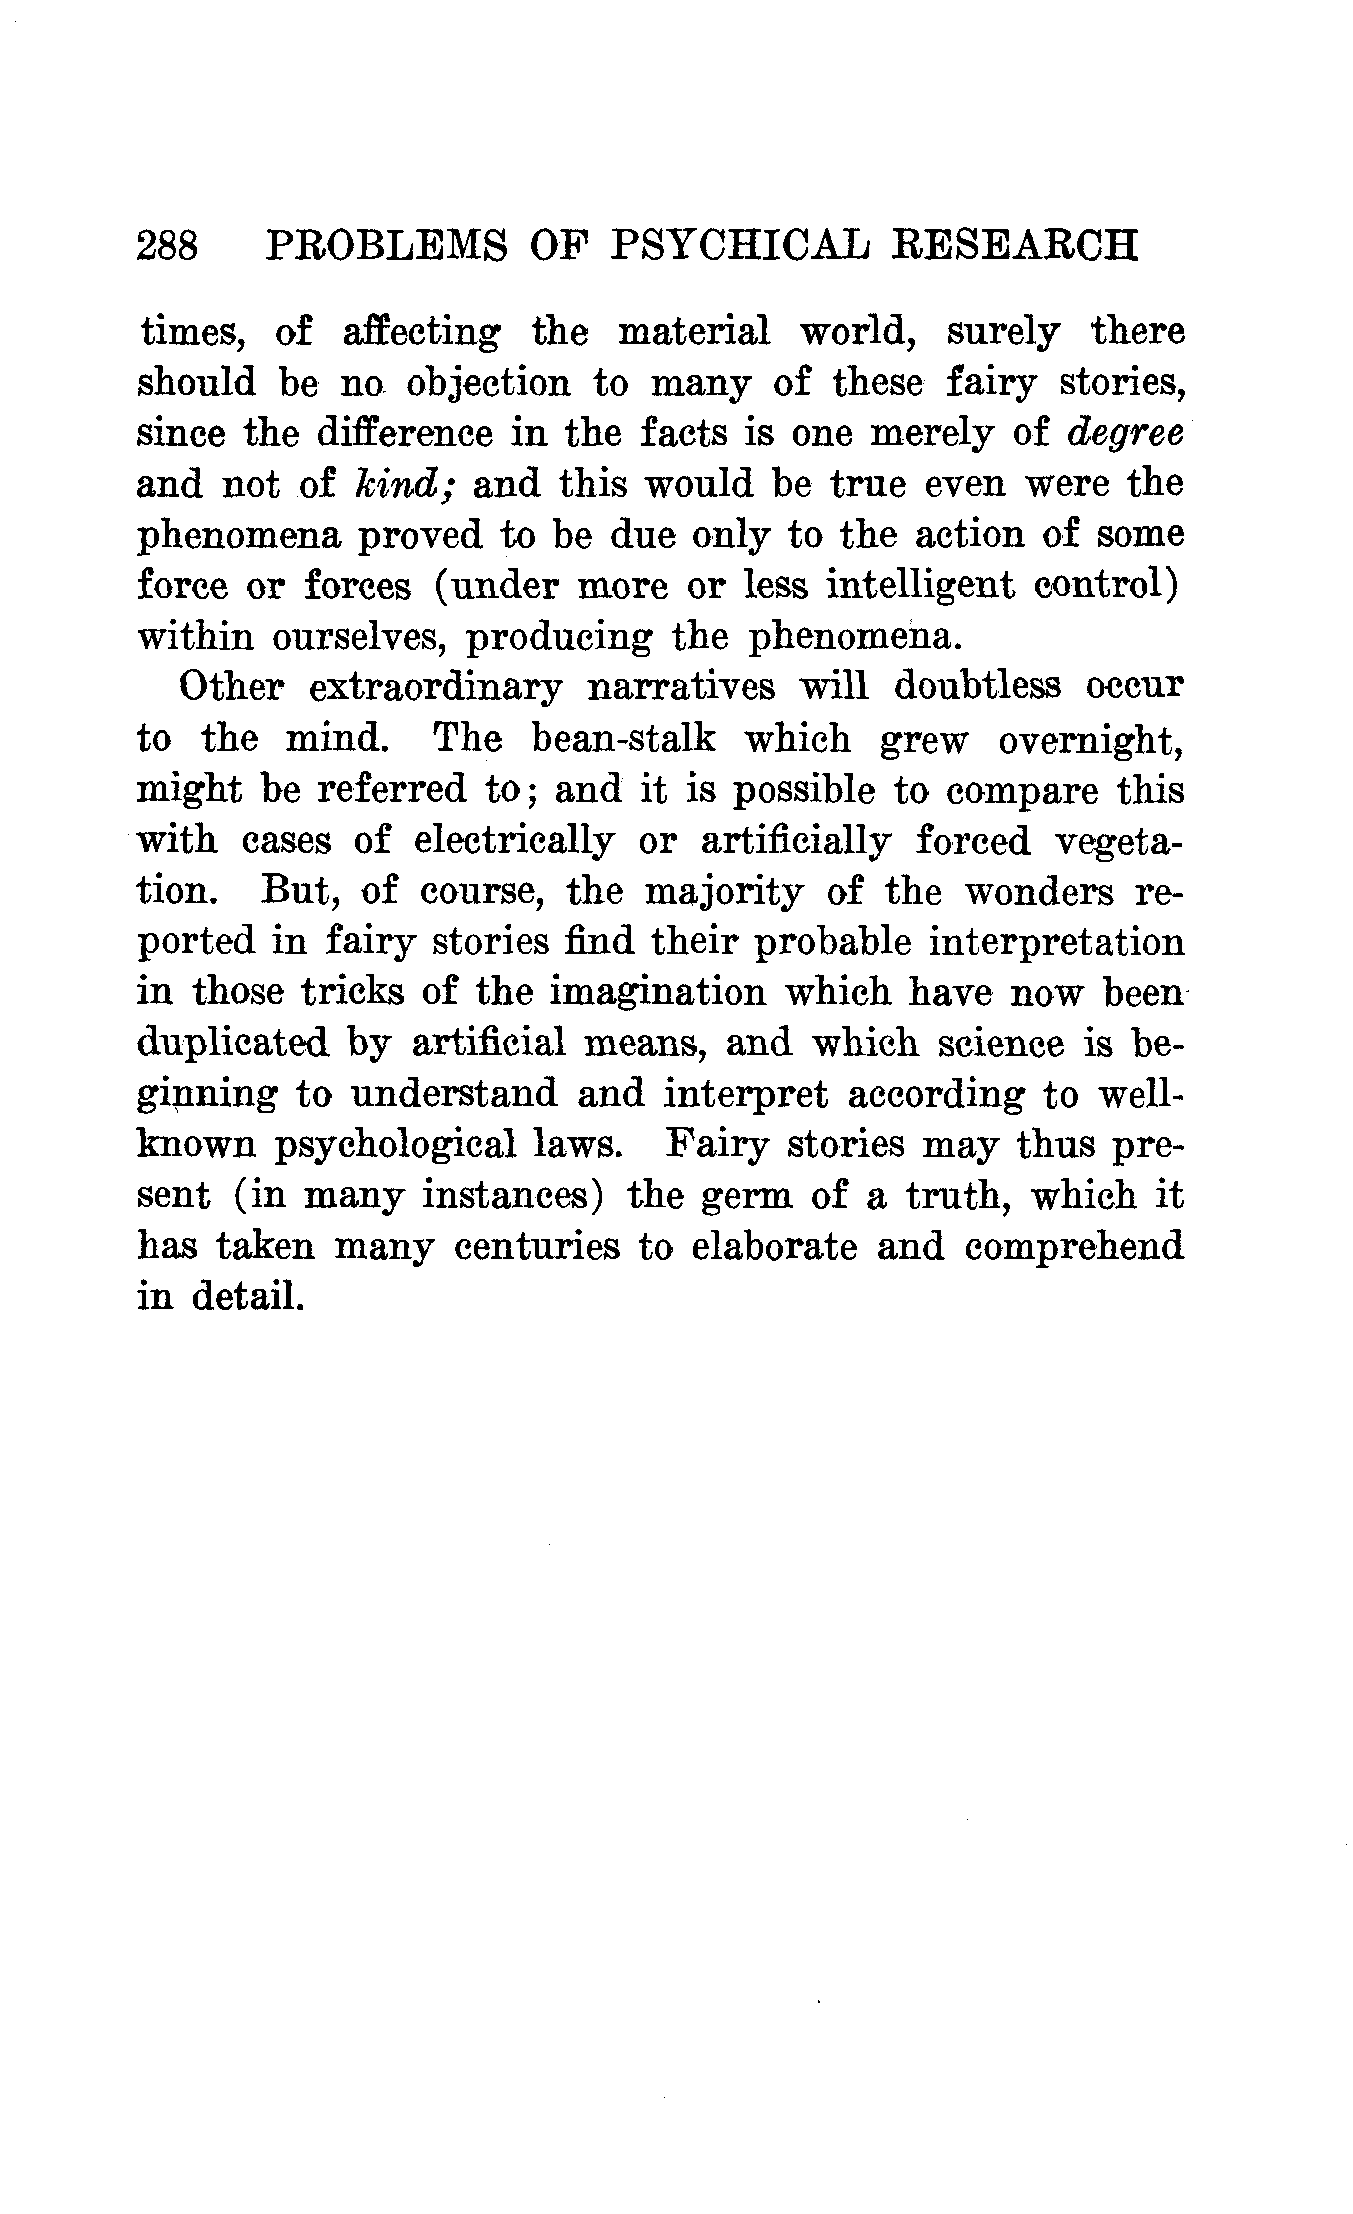 288 PROBLEMS OF PSYCHICAL RESEARCH
times, of affecting the material world, surely there
should be no objection to many of these fairy stories,
since the difference in the facts is one merely of degree
and not of kind; and this would be true even were the
phenomena proved to be due only to the action of some
force or forces (under more or less intelligent control)
within ourselves, producing the phenomena.
Other extraordinary narratives will doubtless occur
to the mind. The bean-stalk which grew overnight,
might be referred to; and it is possible to compare this
with cases of electrically or artificially forced vegeta-
tion. But, of course, the majority of the wonders re-
ported in fairy stories find their probable interpretation
in those tricks of the imagination which have now been
duplicated by artificial means, and which science is be-
ginning to understand and interpret according to well-
known psychological laws. Fairy stories may thus pre-
sent (in many instances) the germ of a truth, which it
has taken many centuries to elaborate and comprehend
in detail.